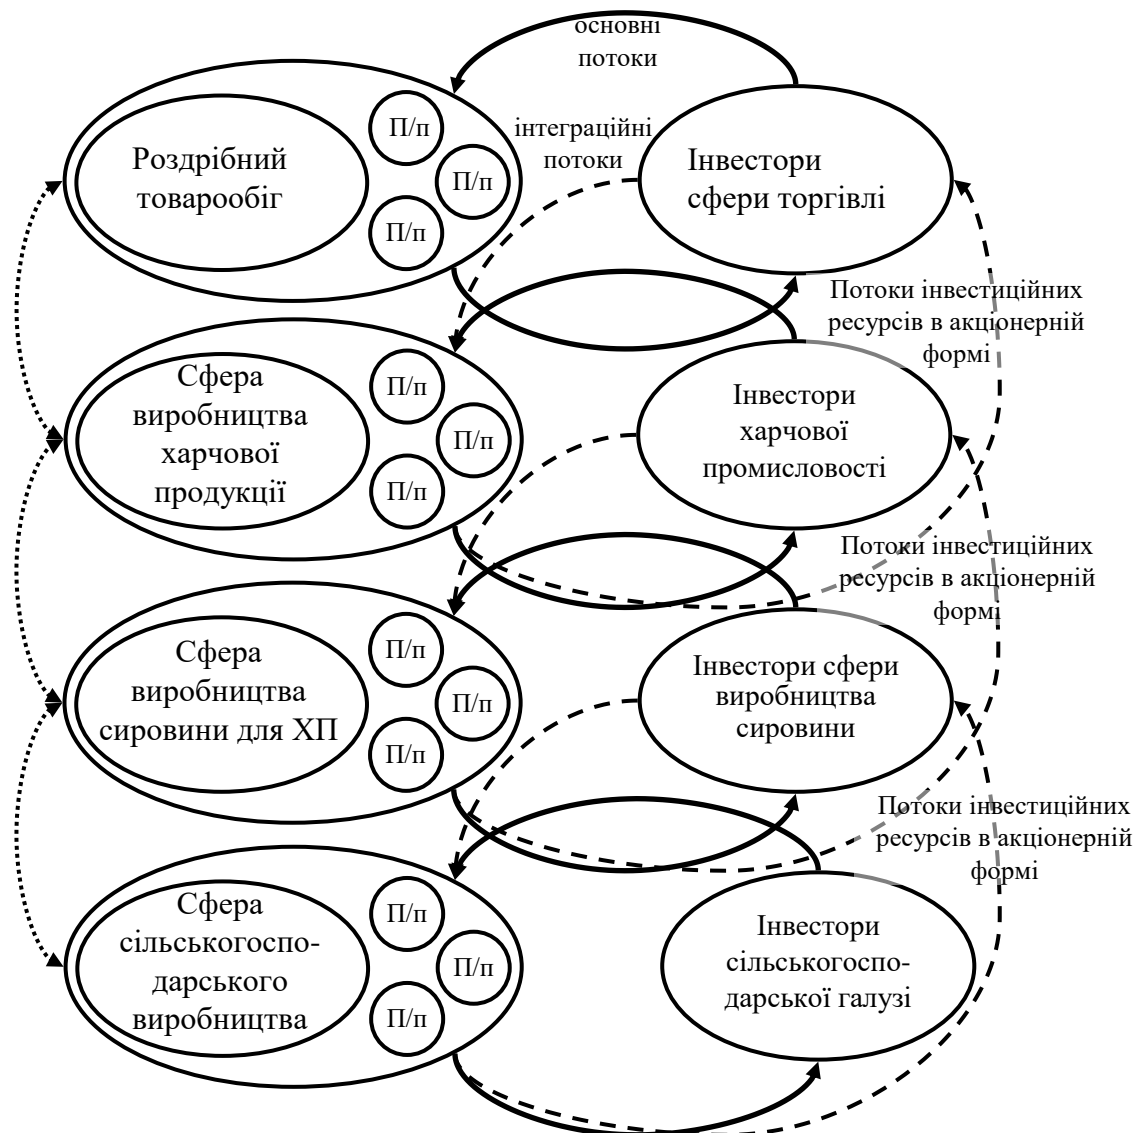 основні
потоки
П/п
інтеграційні
потоки
Роздрібний
товарообіг
П/п
П/п
Інвестори
сфери торгівлі
Потоки інвестиційних
ресурсів в акціонерній
формі
Сфера
виробництва
харчової
продукції
П/п
П/п
П/п
Інвестори
харчової
промисловості
Потоки інвестиційних
ресурсів в акціонерній
формі
Сфера
виробництва
сировини для ХП
П/п
П/п
П/п
Інвестори сфери
виробництва
сировини
Потоки інвестиційних
ресурсів в акціонерній
формі
Сфера
сільськогоспо-
дарського
виробництва
П/п
П/п
П/п
Інвестори
сільськогоспо-
дарської галузі